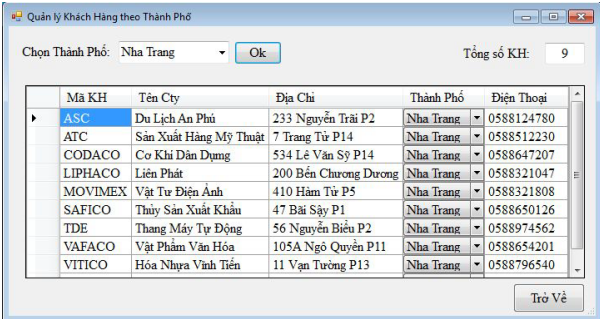 Quản lý Khách Hàng theo Thành Phố
Chọn Thành Phố: Nha Trang Ok Tổng số KH: 9
Mã KH Tên Cty Địa Chi Thành Phố Điện Thoại
ASC Du Lịch An Phú 233 Nguyễn Trãi P2 Nha Trang 0588124780
ATC Sản Xuất Hàng Mỹ Thuật 7 Trang Tử P14 Nha Trang 0588512230
CODACO Cơ Khí Dân Dụng 534 Lê Văn Sỹ P14 Nha Trang 0588647207
LIPHACO Liên Phát 200 Bến Chương Dương Nha Trang 0588321047
MOVIMEX Vật Tư Điện Ảnh 410 Hàm Tử P5 Nha Trang 0588321808
SAFICO Thủy Sản Xuất Khẩu 47 Bãi Sậy P1 Nha Trang 0588650126
TDE Thang Máy Tự Động 56 Nguyễn Biểu P2 Nha Trang 0588974562
VAFACO Vật Phẩm Văn Hóa 105A Ngô Quyền P11 Nha Trang 0588654201
VITICO Hóa Nhựa Vĩnh Tiến 11 Vạn Tường P13 Nha Trang 0588796540
Trở Về